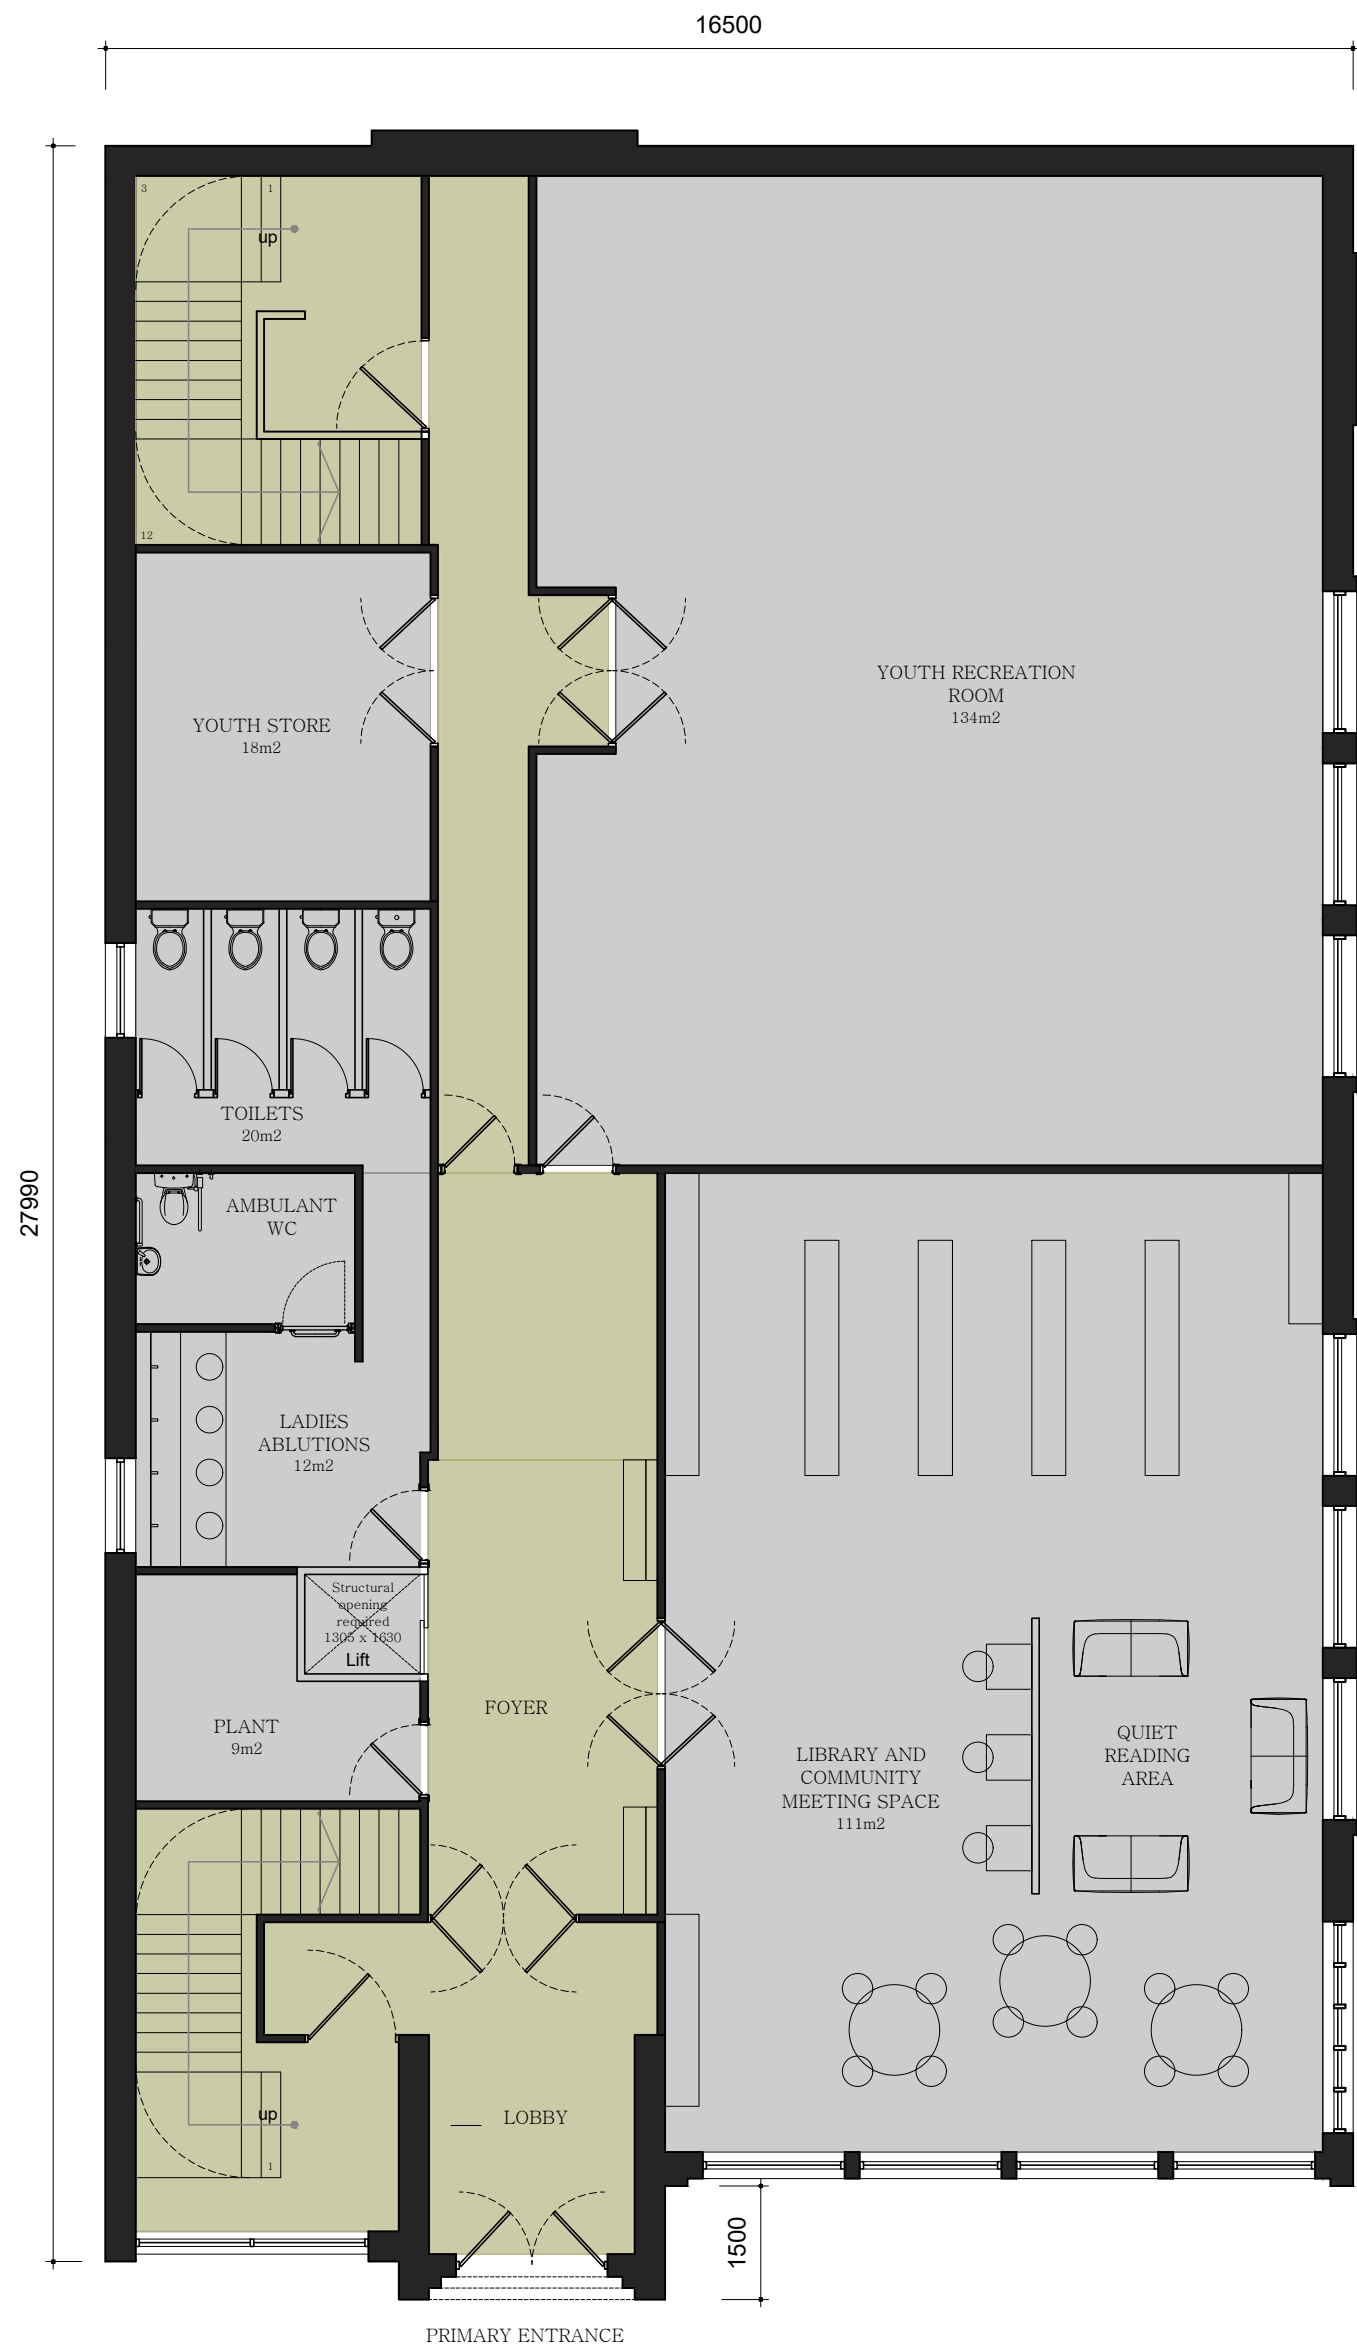 16500
3
1
up
12
YOUTH RECREATION
ROOM
134m2
YOUTH STORE
18m2
TOILETS
20m2
27990
AMBULANT
WC
LADIES
ABLUTIONS
12m2
Structural
opening
required
1305 x 1630
Lift
FOYER
PLANT
9m2
QUIET
READING
AREA
LIBRARY AND
COMMUNITY
MEETING SPACE
111m2
up
1
LOBBY
1500
PRIMARY ENTRANCE